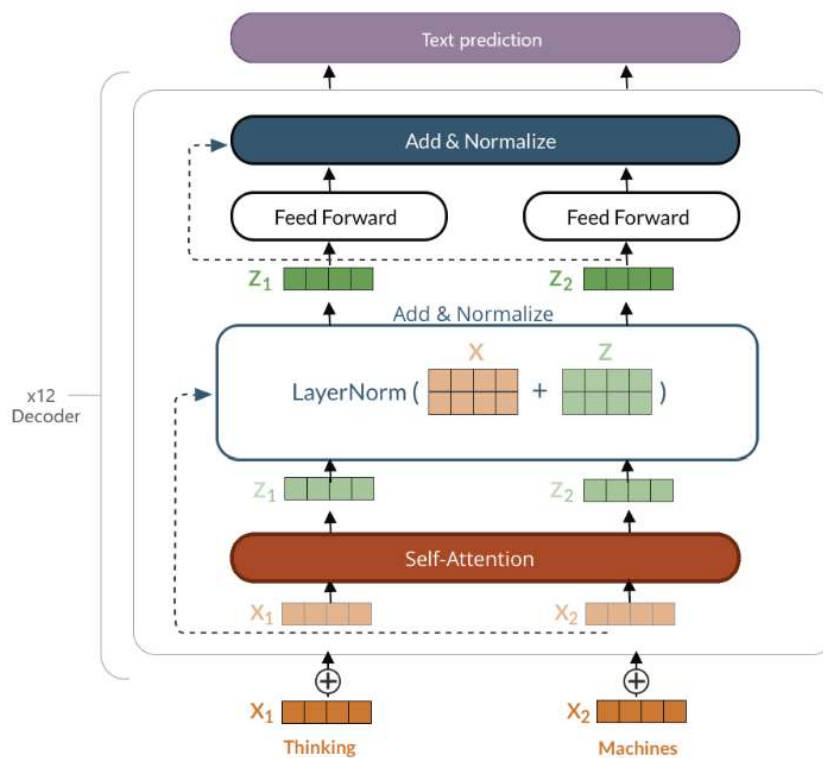 Text prediction
Add & Normalize
Feed Forward
Feed Forward
Z1
Z2
Add & Normalize
X
Z
LayerNorm ( + )
x12
Decoder
Z1
Z2
Self-Attention
X1
X2
X1
X2
Thinking
Machines